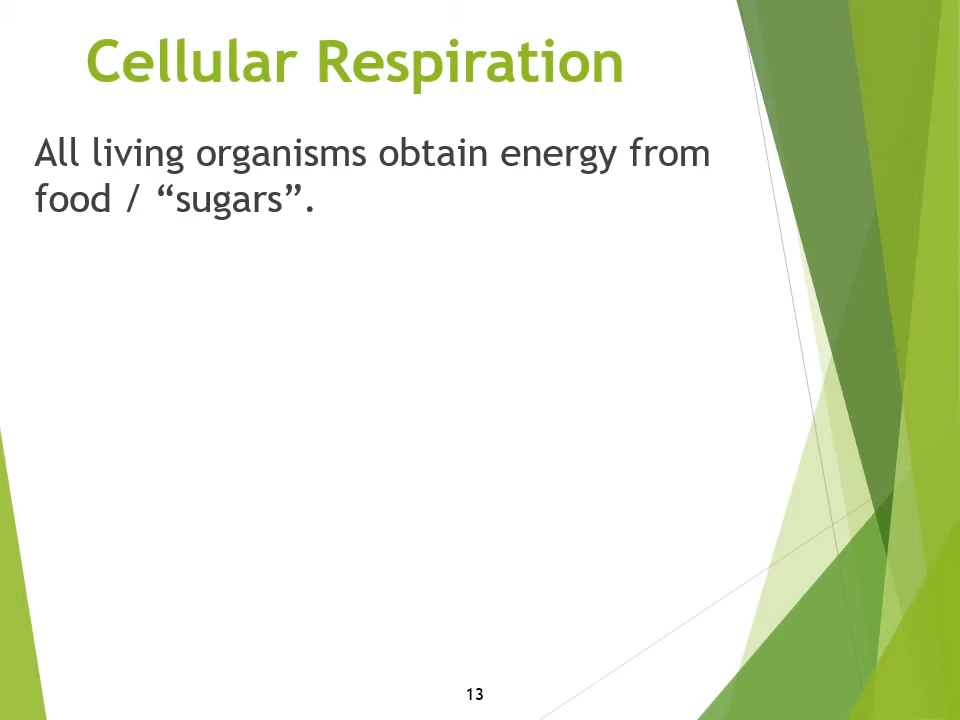 Cellular Respiration
All living organisms obtain energy from
food / “sugars”.
13